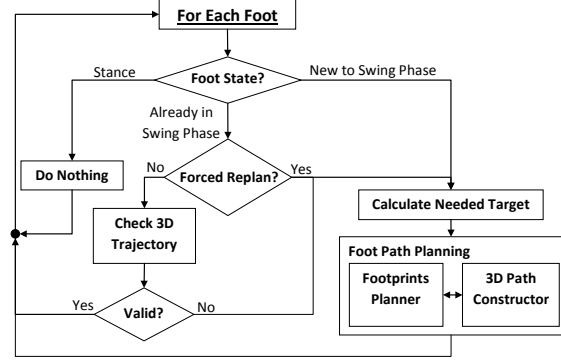 For Each Foot
Stance
Foot State?
New to Swing Phase
Already in
Swing Phase
No
Forced Replan?
Yes
Do Nothing
Calculate Needed Target
Check 3D
Trajectory
Foot Path Planning
Footprints
Planner
3D Path
Constructor
Yes
Valid?
No